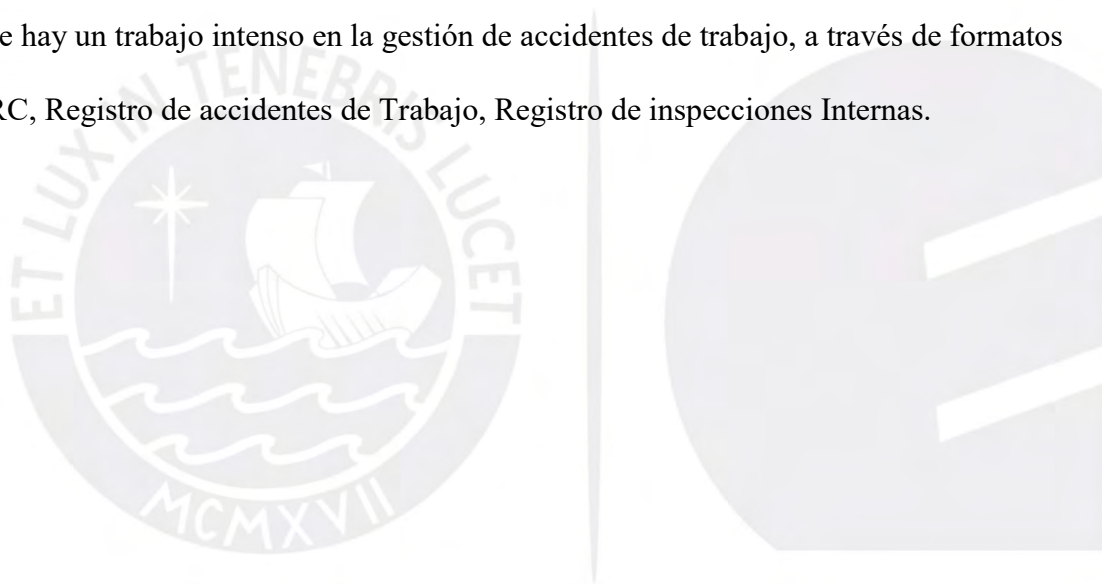 e hay un trabajo intenso en la gestión de accidentes de trabajo, a través de formatos
RC, Registro de accidentes de Trabajo, Registro de inspecciones Internas.
ET LUX IN TENEBRIS LUCET
MCMXVII